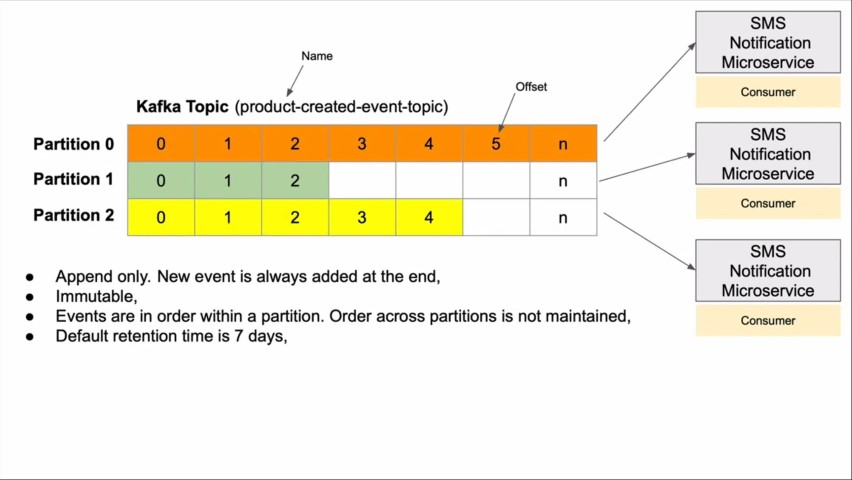 Name
Offset
Kafka Topic (product-created-event-topic)
Partition 0 0 1 2 3 4 5 n
Partition 1 0 1 2 n
Partition 2 0 1 2 3 4 n
SMS
Notification
Microservice
Consumer
SMS
Notification
Microservice
Consumer
SMS
Notification
Microservice
Consumer
● Append only. New event is always added at the end,
● Immutable,
● Events are in order within a partition. Order across partitions is not maintained,
● Default retention time is 7 days,